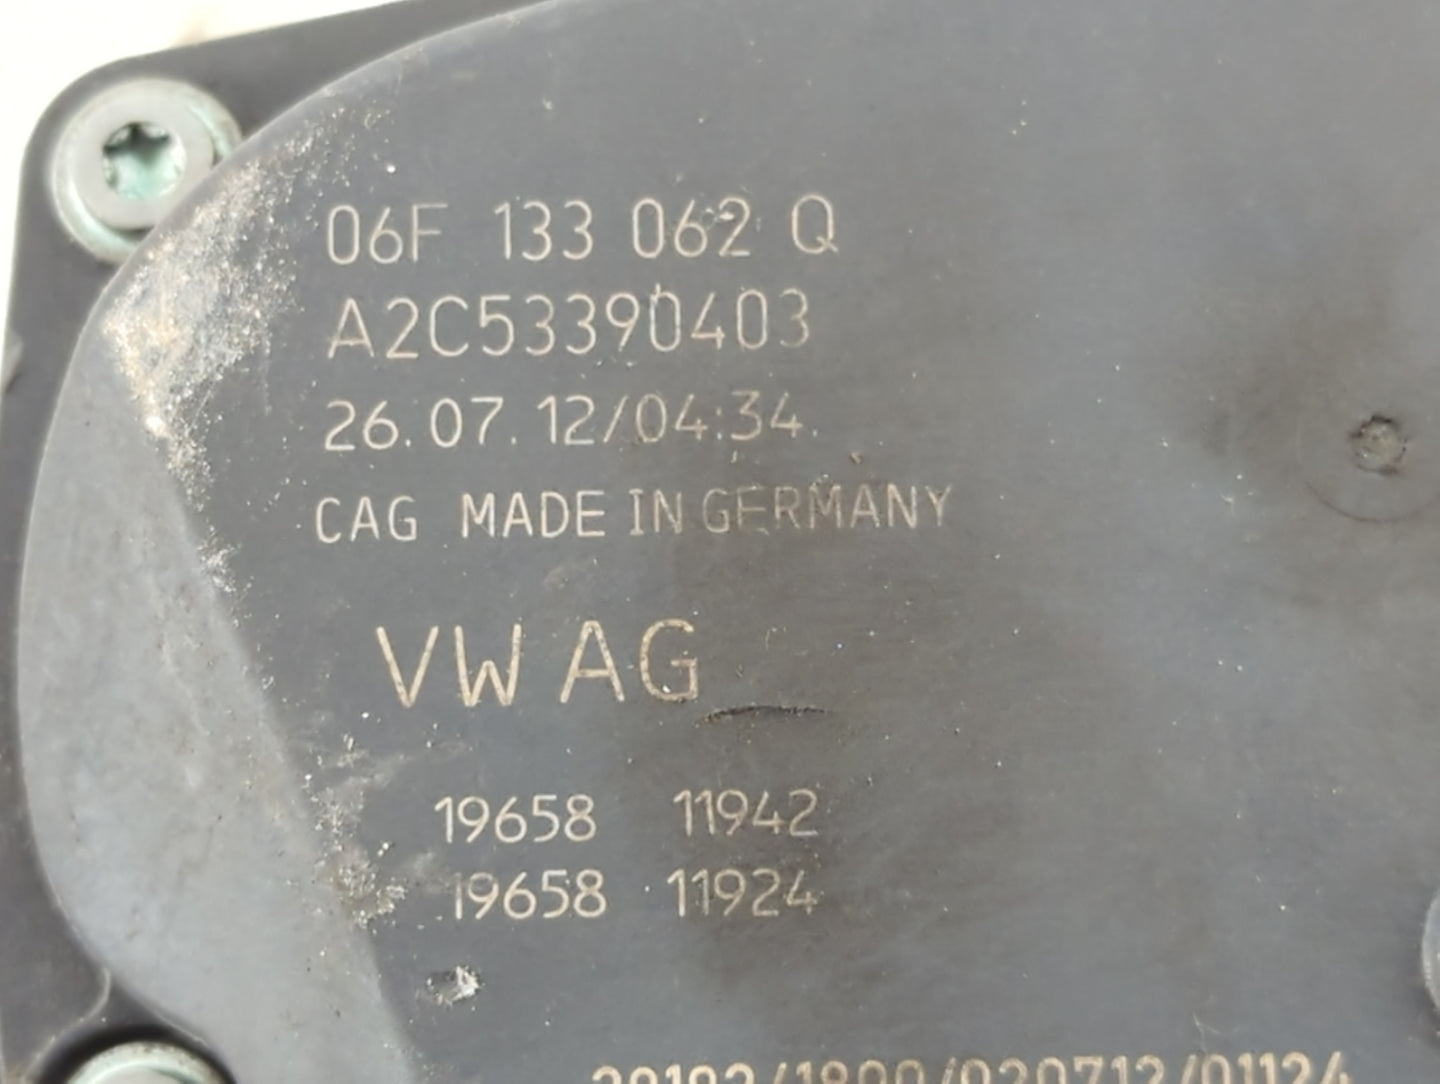 06F 133 062 Q
A2C53390403
26.07.12/04:34.
CAG MADE IN GERMANY
VW AG
19658 11942
19658 11924